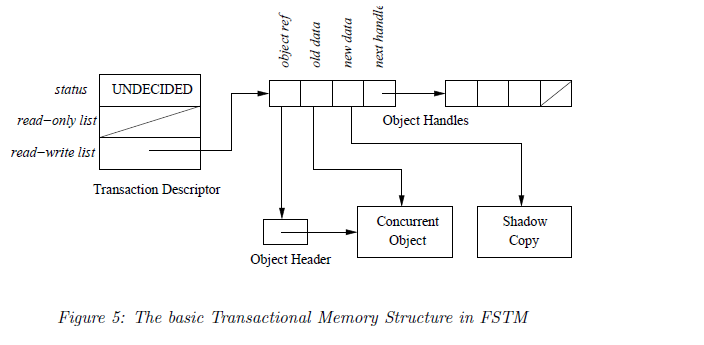 object ref
old data
new data
next handle
status
UNDECIDED
read-only list
read-write list
Object Handles
Transaction Descriptor
Concurrent
Object
Shadow
Copy
Object Header
Figure 5: The basic Transactional Memory Structure in FSTM